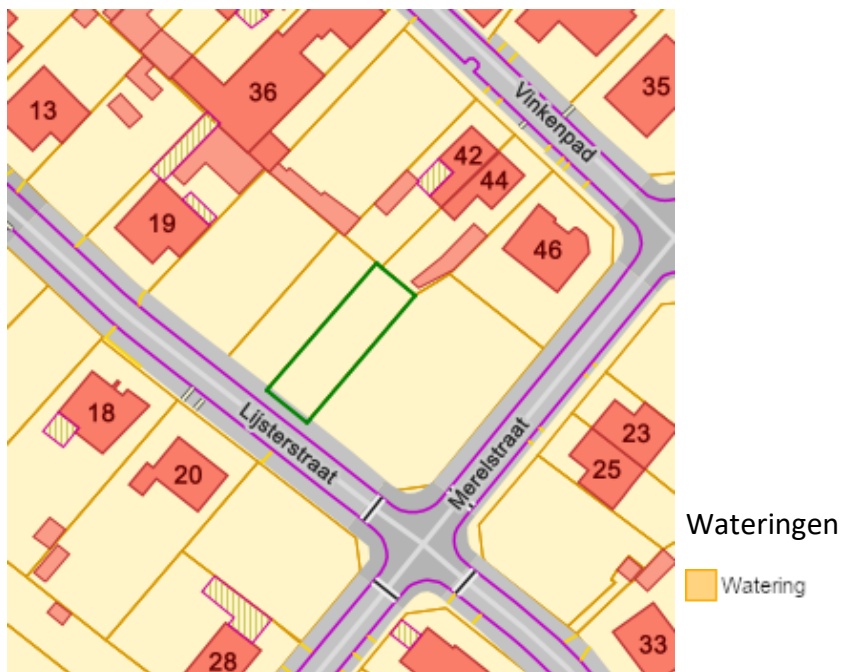 36
35
13
Vinkenpad
42
44
19
46
Lijsterstraat
Merelstraat
18
20
23
25
28
33
Wateringen
Watering